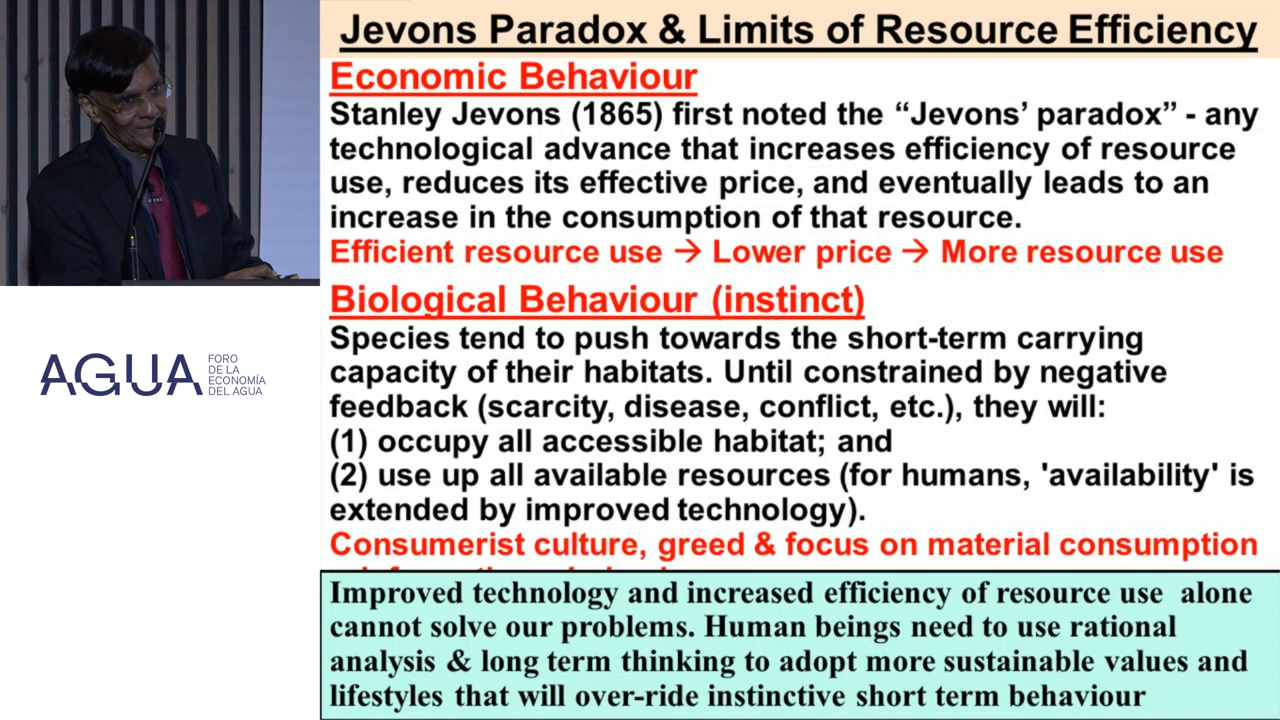 Jevons Paradox & Limits of Resource Efficiency
Economic Behaviour
Stanley Jevons (1865) first noted the “Jevons’ paradox” - any
technological advance that increases efficiency of resource
use, reduces its effective price, and eventually leads to an
increase in the consumption of that resource.
Efficient resource use → Lower price → More resource use
Biological Behaviour (instinct)
Species tend to push towards the short-term carrying
capacity of their habitats. Until constrained by negative
feedback (scarcity, disease, conflict, etc.), they will:
(1) occupy all accessible habitat; and
(2) use up all available resources (for humans, 'availability' is
extended by improved technology).
Consumerist culture, greed & focus on material consumption
Improved technology and increased efficiency of resource use alone
cannot solve our problems. Human beings need to use rational
analysis & long term thinking to adopt more sustainable values and
lifestyles that will over-ride instinctive short term behaviour
AGUA
FORO
DE LA
ECONOMÍA
DEL AGUA